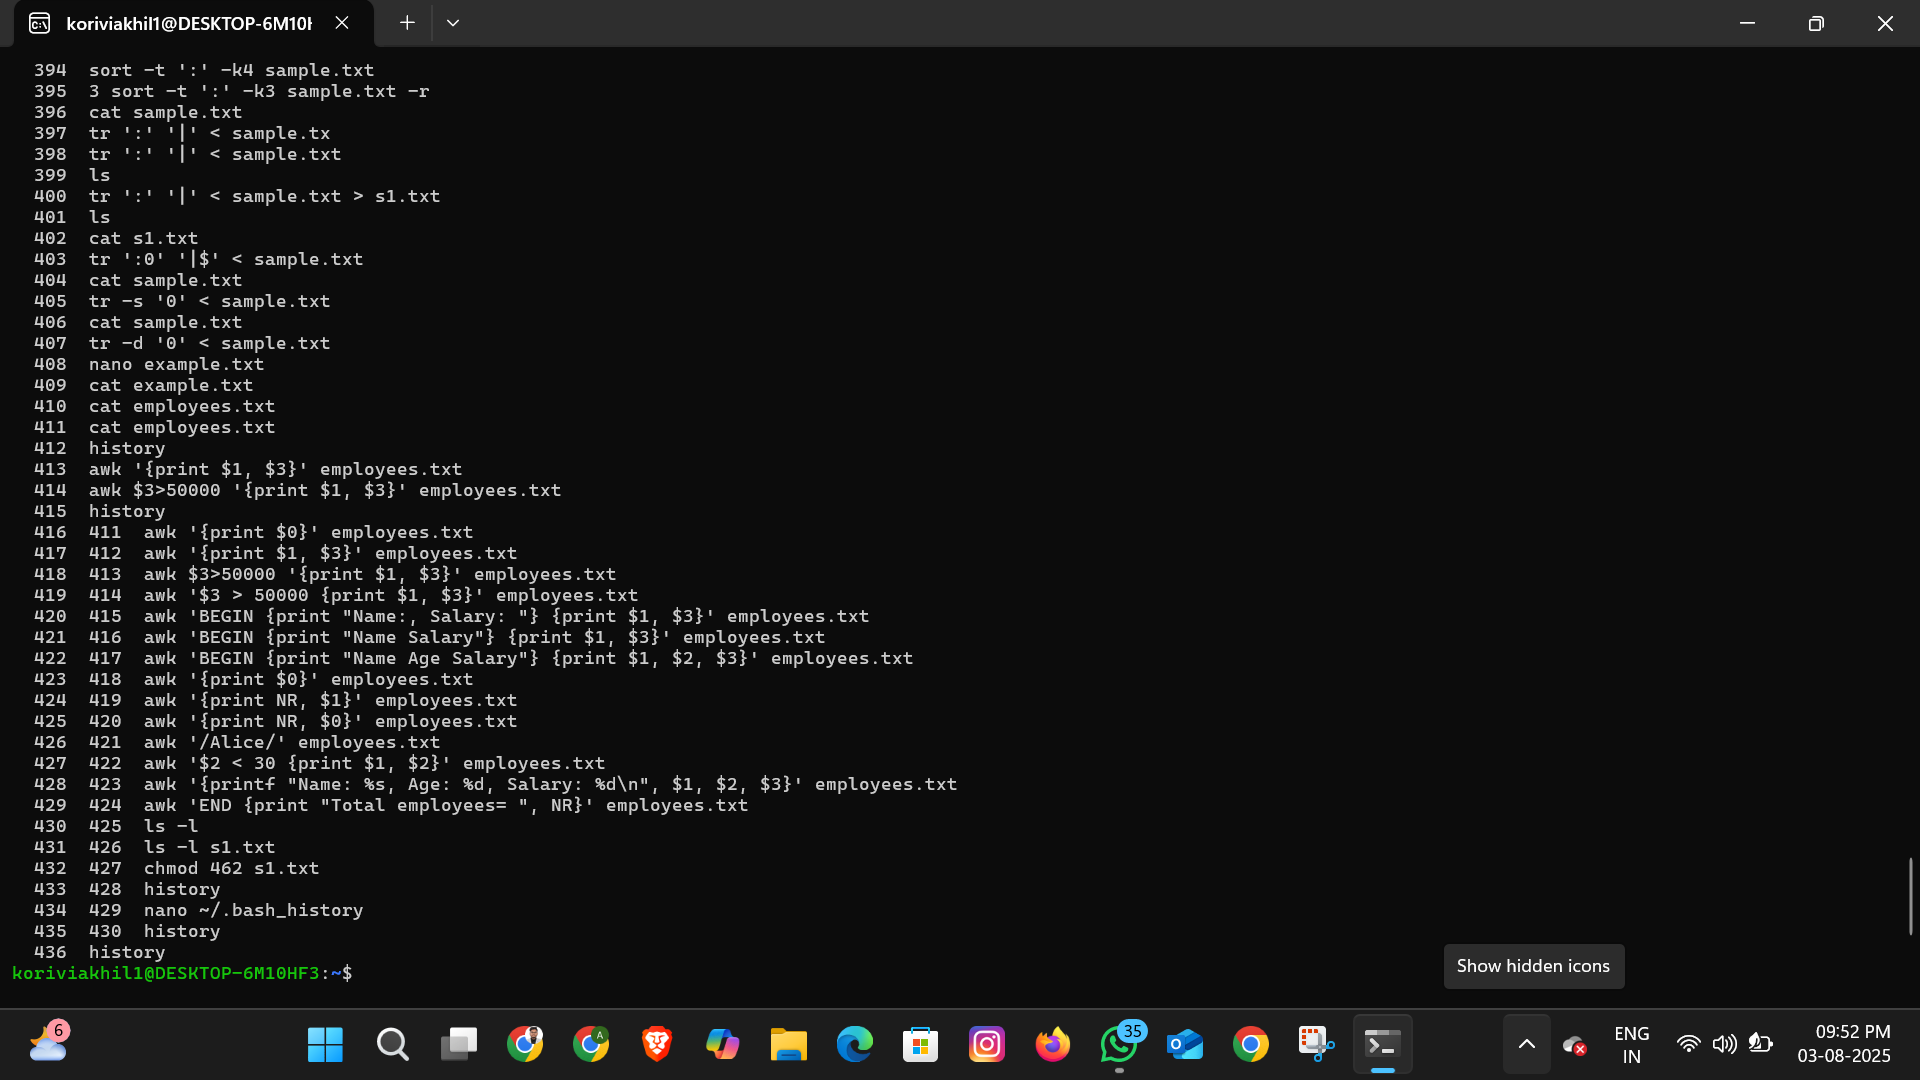 koriviakhil1@DESKTOP-6M10H
394  sort -t ':' -k4 sample.txt
395  3 sort -t ':' -k3 sample.txt -r
396  cat sample.txt
397  tr ':' '|' < sample.tx
398  tr ':' '|' < sample.txt
399  ls
400  tr ':' '|' < sample.txt > s1.txt
401  ls
402  cat s1.txt
403  tr ':0' '|$' < sample.txt
404  cat sample.txt
405  tr -s '0' < sample.txt
406  cat sample.txt
407  tr -d '0' < sample.txt
408  nano example.txt
409  cat example.txt
410  cat employees.txt
411  cat employees.txt
412  history
413  awk '{print $1, $3}' employees.txt
414  awk $3>50000 '{print $1, $3}' employees.txt
415  history
416  411  awk '{print $0}' employees.txt
417  412  awk '{print $1, $3}' employees.txt
418  413  awk $3>50000 '{print $1, $3}' employees.txt
419  414  awk '$3 > 50000 {print $1, $3}' employees.txt
420  415  awk 'BEGIN {print "Name:, Salary: "} {print $1, $3}' employees.txt
421  416  awk 'BEGIN {print "Name Salary"} {print $1, $3}' employees.txt
422  417  awk 'BEGIN {print "Name Age Salary"} {print $1, $2, $3}' employees.txt
423  418  awk '{print $0}' employees.txt
424  419  awk '{print NR, $1}' employees.txt
425  420  awk '{print NR, $0}' employees.txt
426  421  awk '/Alice/' employees.txt
427  422  awk '$2 < 30 {print $1, $2}' employees.txt
428  423  awk '{printf "Name: %s, Age: %d, Salary: %d\n", $1, $2, $3}' employees.txt
429  424  awk 'END {print "Total employees= ", NR}' employees.txt
430  425  ls -l
431  426  ls -l s1.txt
432  427  chmod 462 s1.txt
433  428  history
434  429  nano ~/.bash_history
435  430  history
436  history
koriviakhil1@DESKTOP-6M10HF3:~$
Show hidden icons
6
A
35
ENG
IN
09:52 PM
03-08-2025